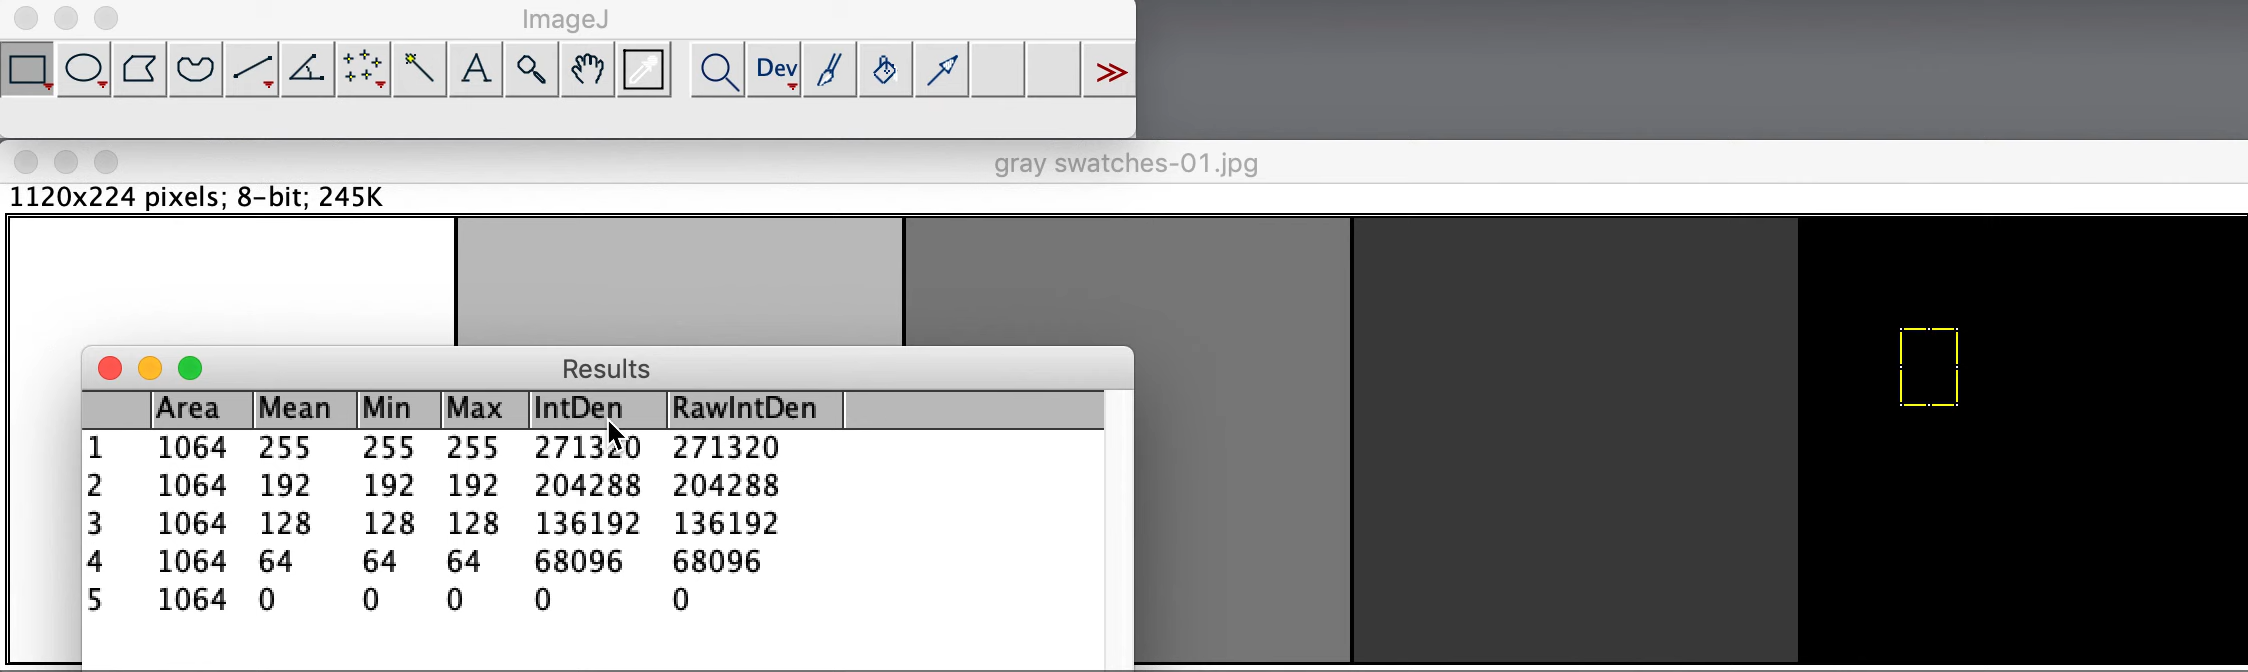 ImageJ
A Dev >>
gray swatches-01.jpg
1120x224 pixels; 8-bit; 245K
Results
Area Mean Min Max IntDen RawIntDen
1 1064 255 255 255 271320 271320
2 1064 192 192 192 204288 204288
3 1064 128 128 128 136192 136192
4 1064 64 64 64 68096 68096
5 1064 0 0 0 0 0